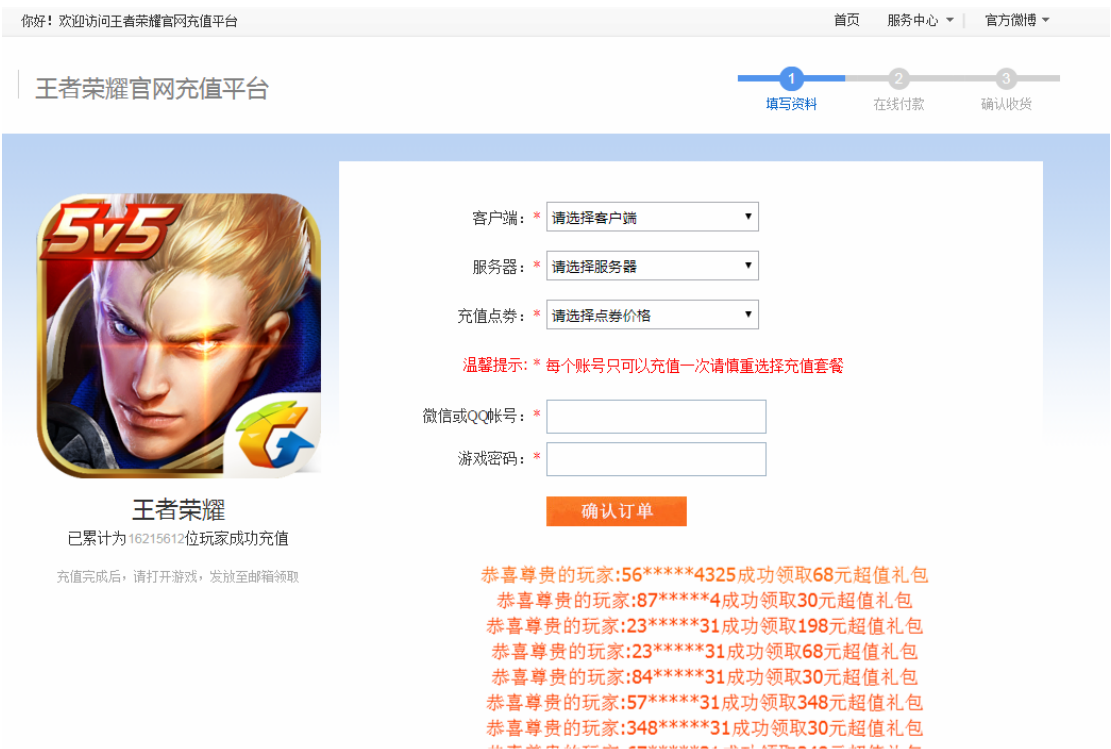 你好！欢迎访问王者荣耀官网充值平台 首页 服务中心 官方微博
王者荣耀官网充值平台
1 2 3
填写资料 在线付款 确认收货
5v5
客户端：* 请选择客户端
服务器：* 请选择服务器
充值点券：* 请选择点券价格
温馨提示: * 每个账号只可以充值一次请慎重选择充值套餐
微信或QQ帐号：*
游戏密码：*
确认订单
王者荣耀
已累计为16215612位玩家成功充值
充值完成后，请打开游戏，发放至邮箱领取
恭喜尊贵的玩家:56*****4325成功领取68元超值礼包
恭喜尊贵的玩家:87*****4成功领取30元超值礼包
恭喜尊贵的玩家:23*****31成功领取198元超值礼包
恭喜尊贵的玩家:23*****31成功领取68元超值礼包
恭喜尊贵的玩家:84*****31成功领取30元超值礼包
恭喜尊贵的玩家:57*****31成功领取348元超值礼包
恭喜尊贵的玩家:348*****31成功领取30元超值礼包